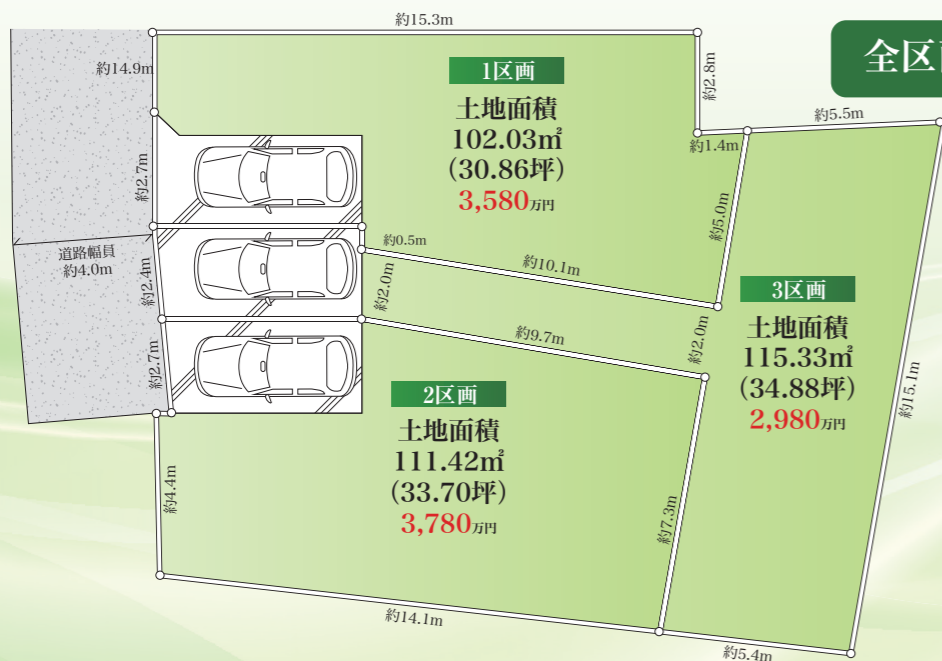 約15.3m
全区
約14.9m
約2.8m
1区画
土地面積
102.03㎡
(30.86坪)
3,580万円
約5.5m
約1.4m
約2.7m
約5.0m
約0.5m
道路幅員
約4.0m
約2.4m
約10.1m
約2.0m
3区画
土地面積
115.33㎡
(34.88坪)
2,980万円
約2.0m
約9.7m
約2.7m
約15.1m
2区画
土地面積
111.42㎡
(33.70坪)
3,780万円
約4.4m
約7.3m
約14.1m
約5.4m